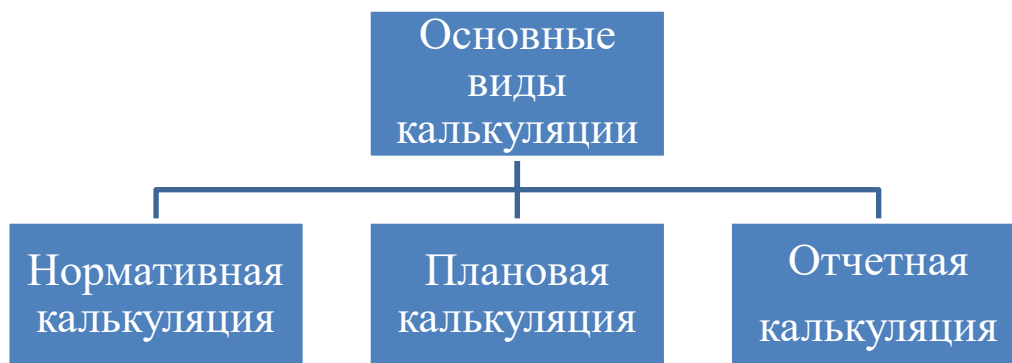 Основные
виды
калькуляции
Нормативная
калькуляция
Плановая
калькуляция
Отчетная
калькуляция